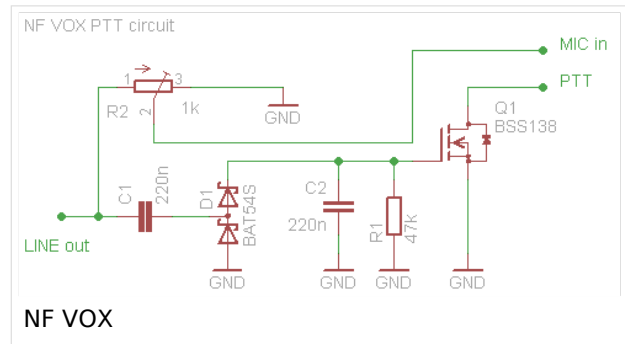 NF VOX PTT circuit
MIC in
PTT
1
3
R2
2
1k
GND
Q1
BSS138
C1
220n
D1
BAT54S
C2
220n
R1
47k
LINE out
GND
GND
GND
GND
NF VOX